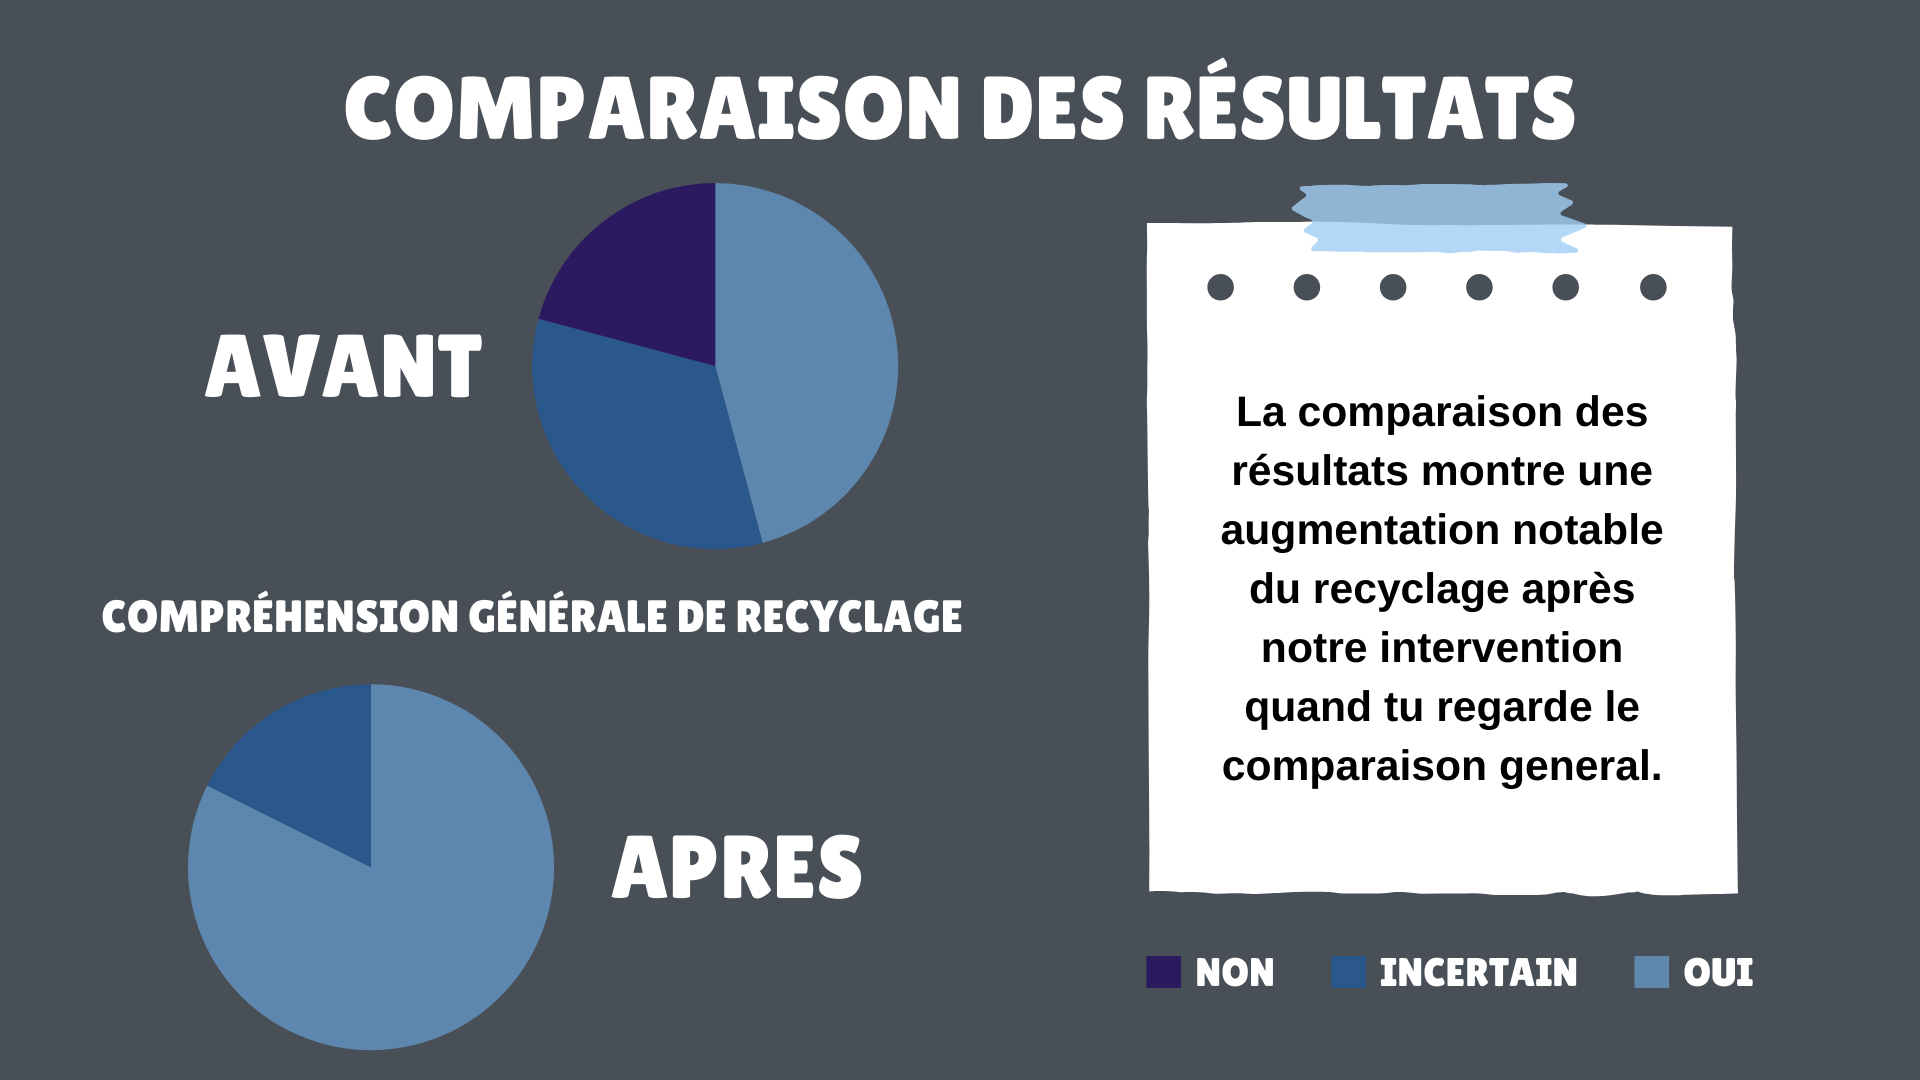 COMPARAISON DES RÉSULTATS
AVANT
COMPRÉHENSION GÉNÉRALE DE RECYCLAGE
APRES
La comparaison des
résultats montre une
augmentation notable
du recyclage après
notre intervention
quand tu regarde le
comparaison general.
NON
INCERTAIN
OUI